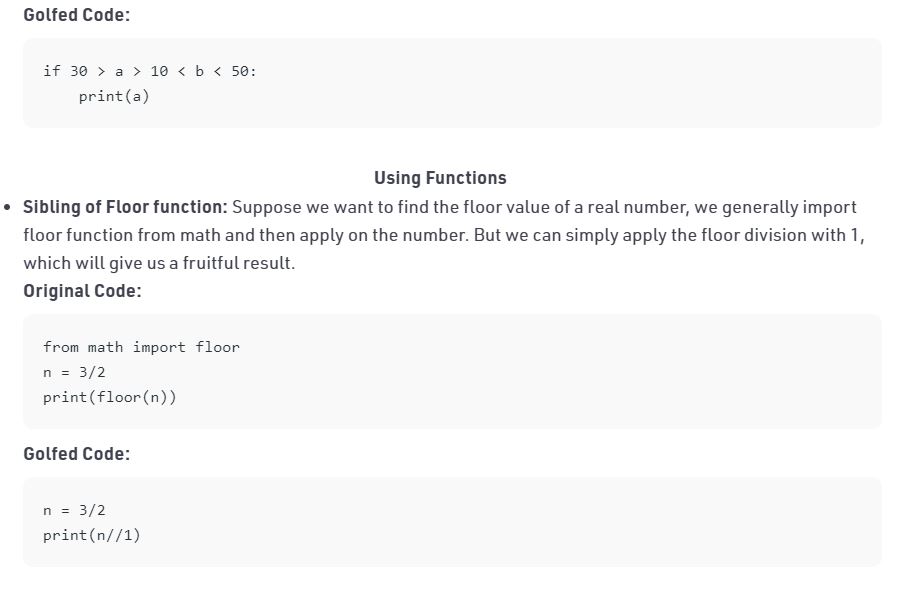 Golfed Code:
if 30 > a > 10 < b < 50:
    print(a)
Using Functions
• Sibling of Floor function: Suppose we want to find the floor value of a real number, we generally import
floor function from math and then apply on the number. But we can simply apply the floor division with 1,
which will give us a fruitful result.
Original Code:
from math import floor
n = 3/2
print(floor(n))
Golfed Code:
n = 3/2
print(n//1)